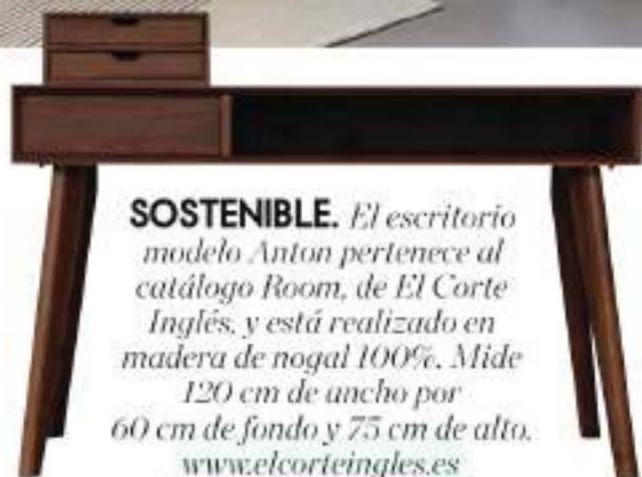 SOSTENIBLE. El escritorio
modelo Anton pertenece al
catálogo Room, de El Corte
Inglés, y está realizado en
madera de nogal 100%. Mide
120 cm de ancho por
60 cm de fondo y 75 cm de alto.
www.elcorteingles.es